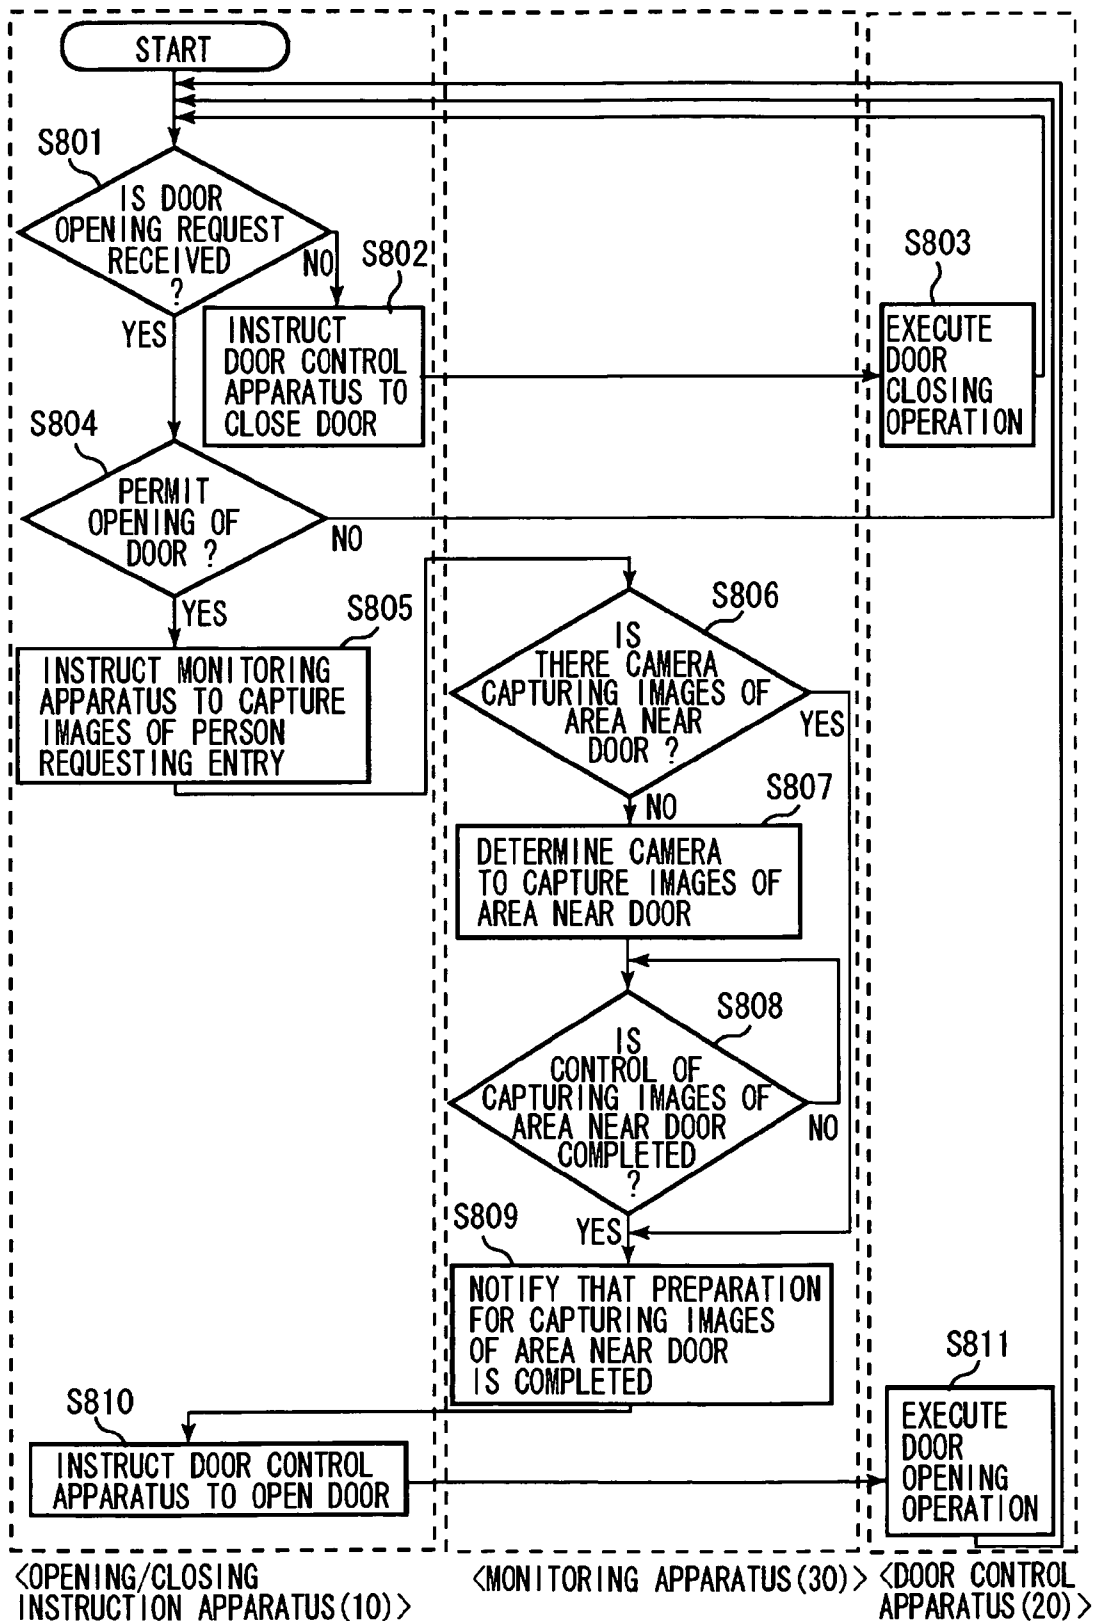 START
S801
IS DOOR
OPENING REQUEST
RECEIVED
?
NO
YES
S802
INSTRUCT
DOOR CONTROL
APPARATUS TO
CLOSE DOOR
S803
EXECUTE
DOOR
CLOSING
OPERATION
S804
PERMIT
OPENING OF
DOOR ?
NO
YES
S805
INSTRUCT MONITORING
APPARATUS TO CAPTURE
IMAGES OF PERSON
REQUESTING ENTRY
S806
IS
THERE CAMERA
CAPTURING IMAGES OF
AREA NEAR
DOOR ?
YES
NO
S807
DETERMINE CAMERA
TO CAPTURE IMAGES OF
AREA NEAR DOOR
S808
IS
CONTROL OF
CAPTURING IMAGES OF
AREA NEAR DOOR
COMPLETED
?
NO
YES
S809
NOTIFY THAT PREPARATION
FOR CAPTURING IMAGES
OF AREA NEAR DOOR
IS COMPLETED
S810
INSTRUCT DOOR CONTROL
APPARATUS TO OPEN DOOR
S811
EXECUTE
DOOR
OPENING
OPERATION
<OPENING/CLOSING
INSTRUCTION APPARATUS(10)>
<MONITORING APPARATUS(30)>
<DOOR CONTROL
APPARATUS(20)>